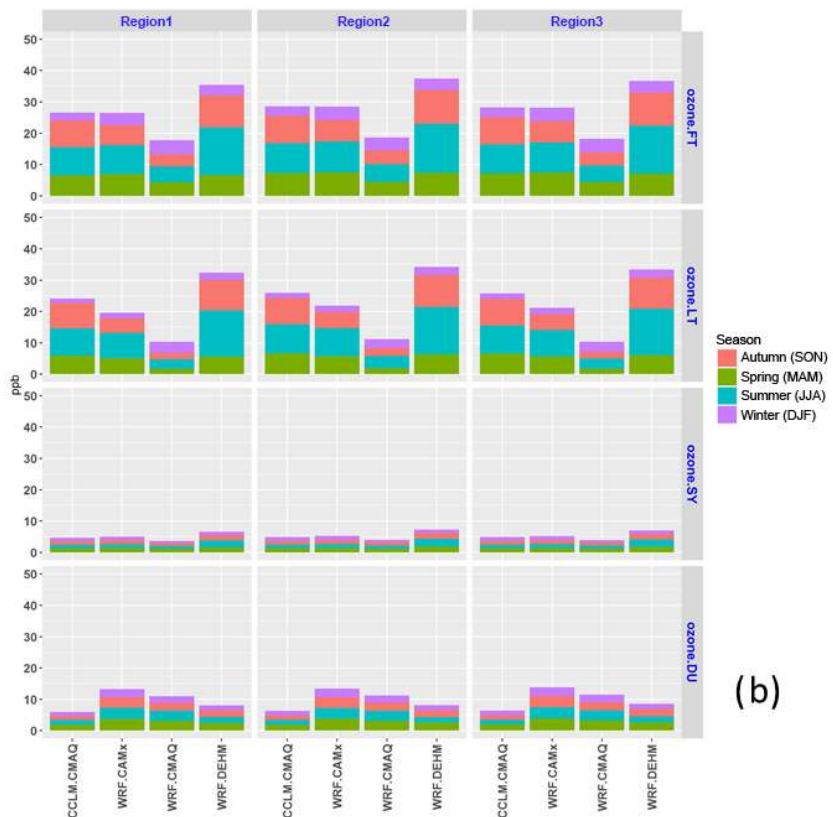 Region1 Region2 Region3
50
40
30
20
10
0
ozone.FT
50
40
30
20
10
0
ozone.LT
ppb
50
40
30
20
10
0
ozone.SY
50
40
30
20
10
0
ozone.DU
CCLM.CMAQ
WRF.CAMx
WRF.CMAQ
WRF.DEHM
CCLM.CMAQ
WRF.CAMx
WRF.CMAQ
WRF.DEHM
CCLM.CMAQ
WRF.CAMx
WRF.CMAQ
WRF.DEHM
Season
Autumn (SON)
Spring (MAM)
Summer (JJA)
Winter (DJF)
(b)